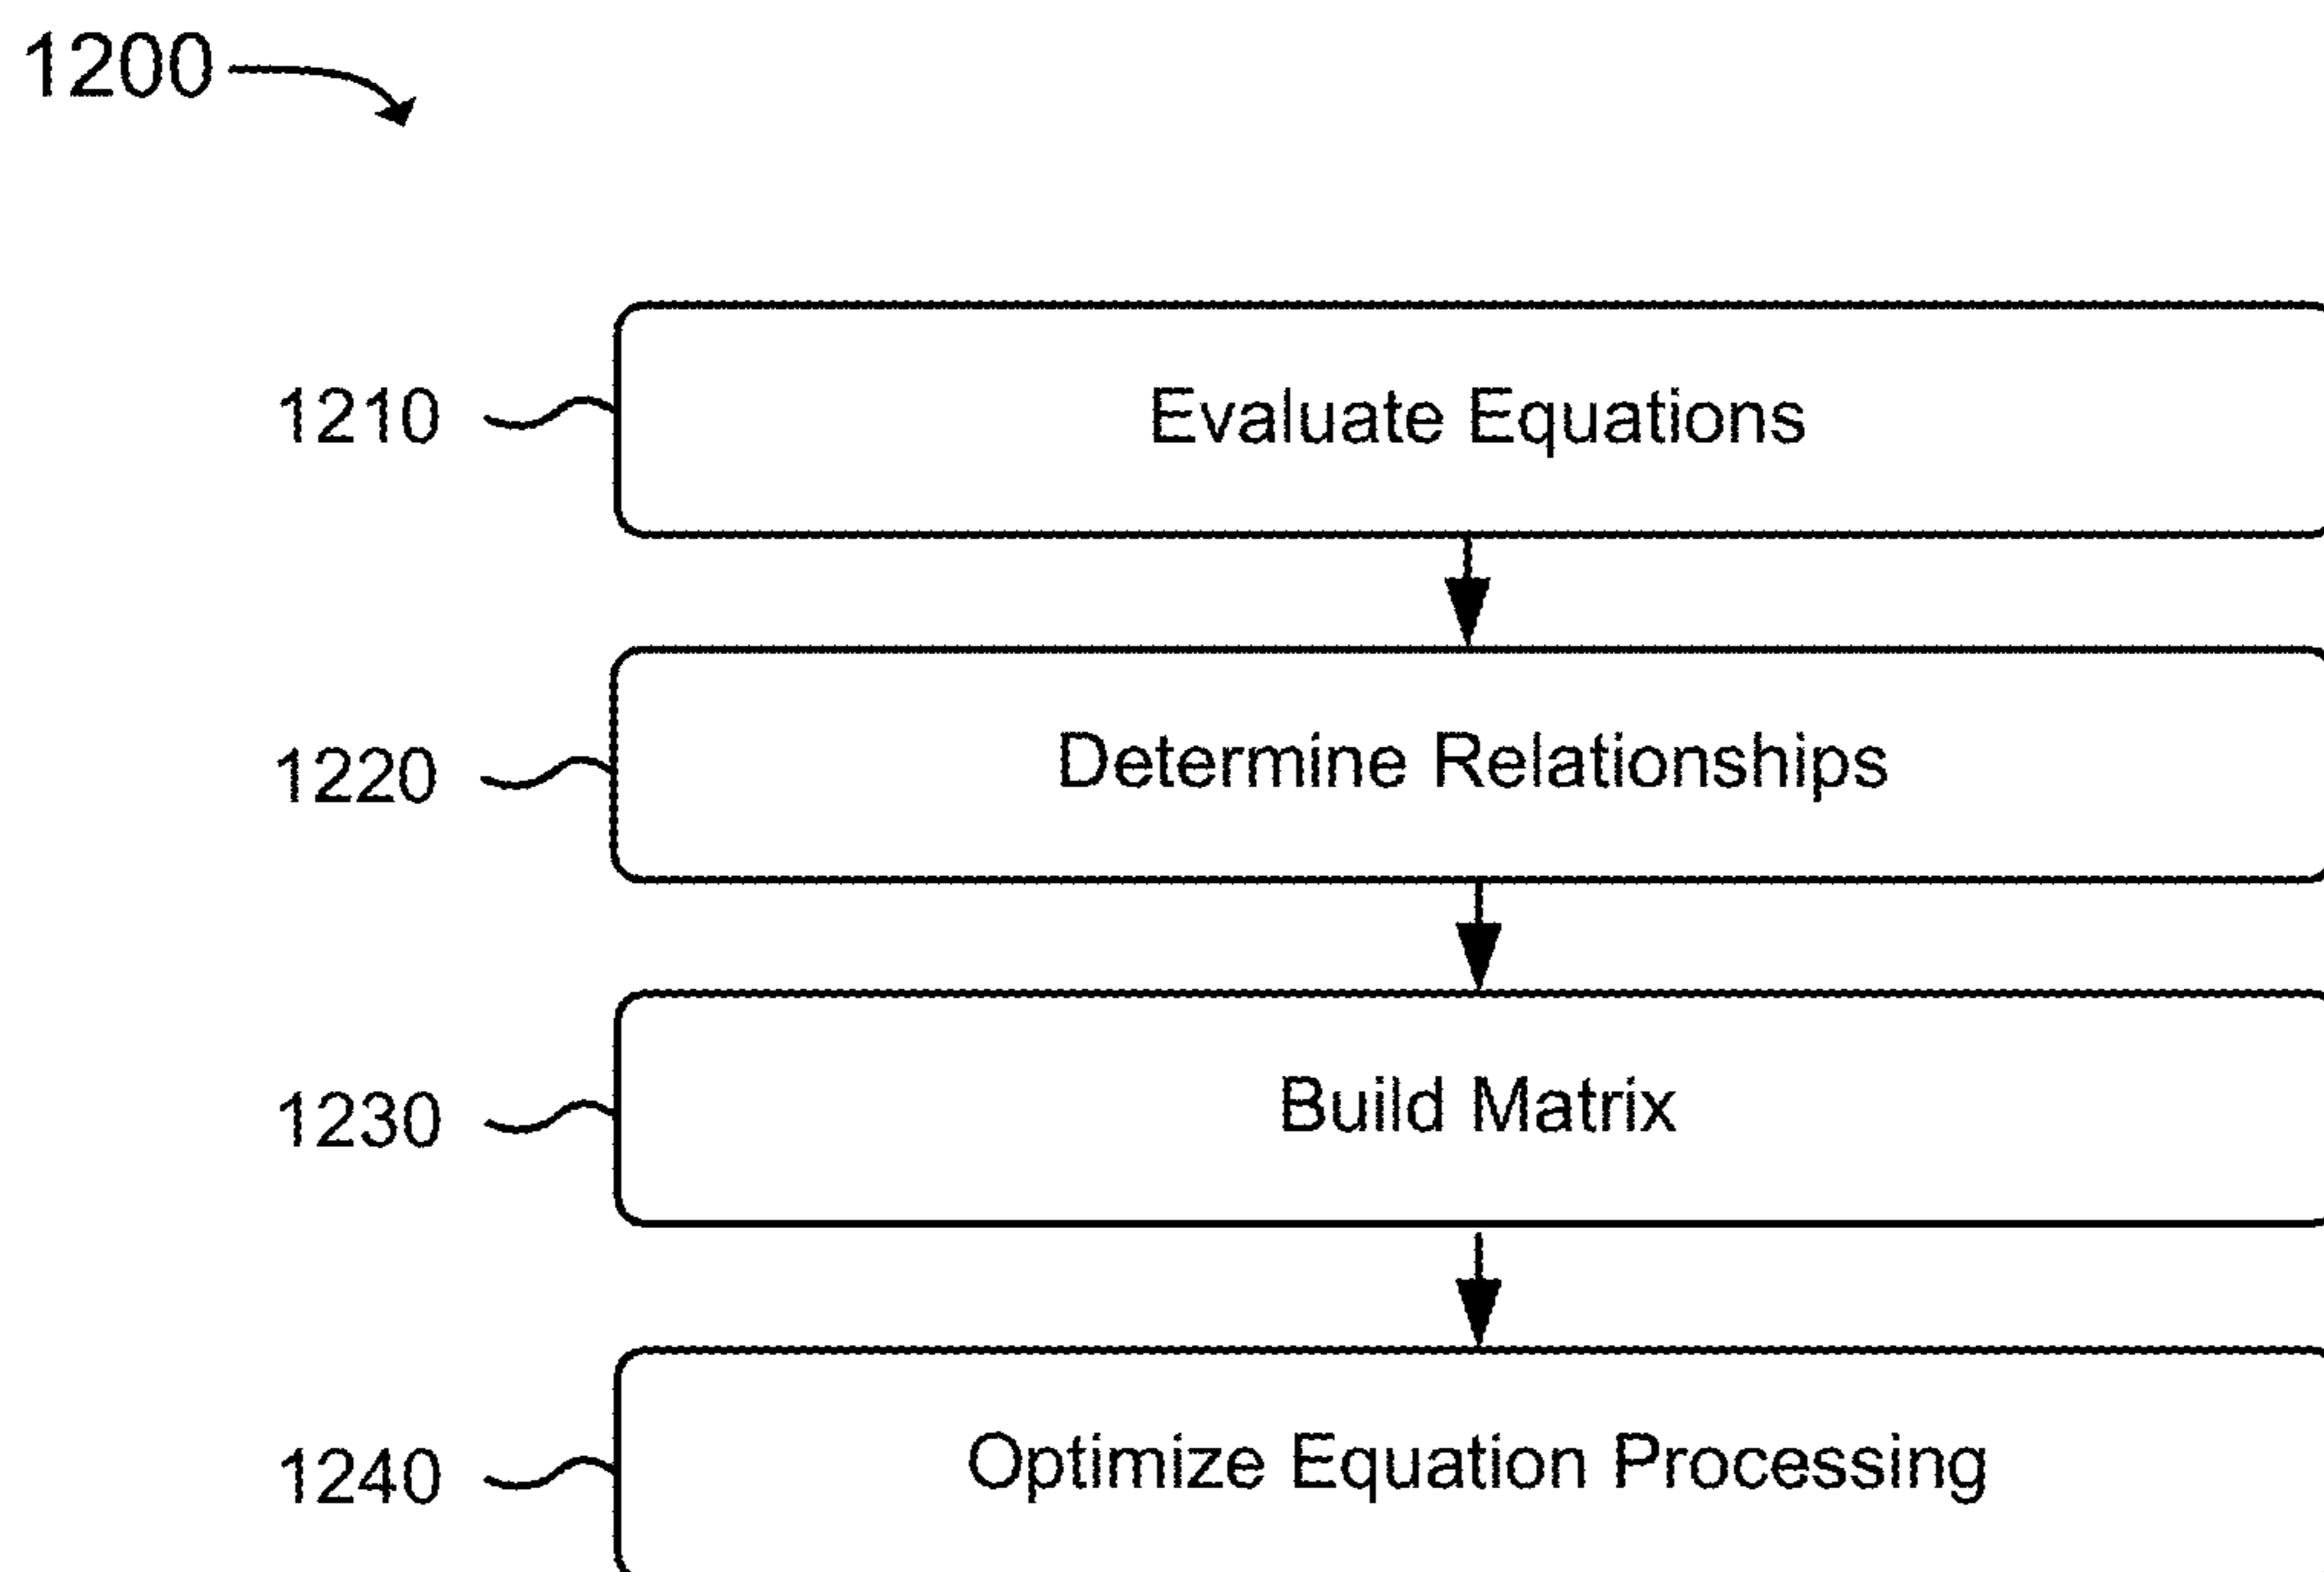 1200
1210 Evaluate Equations
1220 Determine Relationships
1230 Build Matrix
1240 Optimize Equation Processing